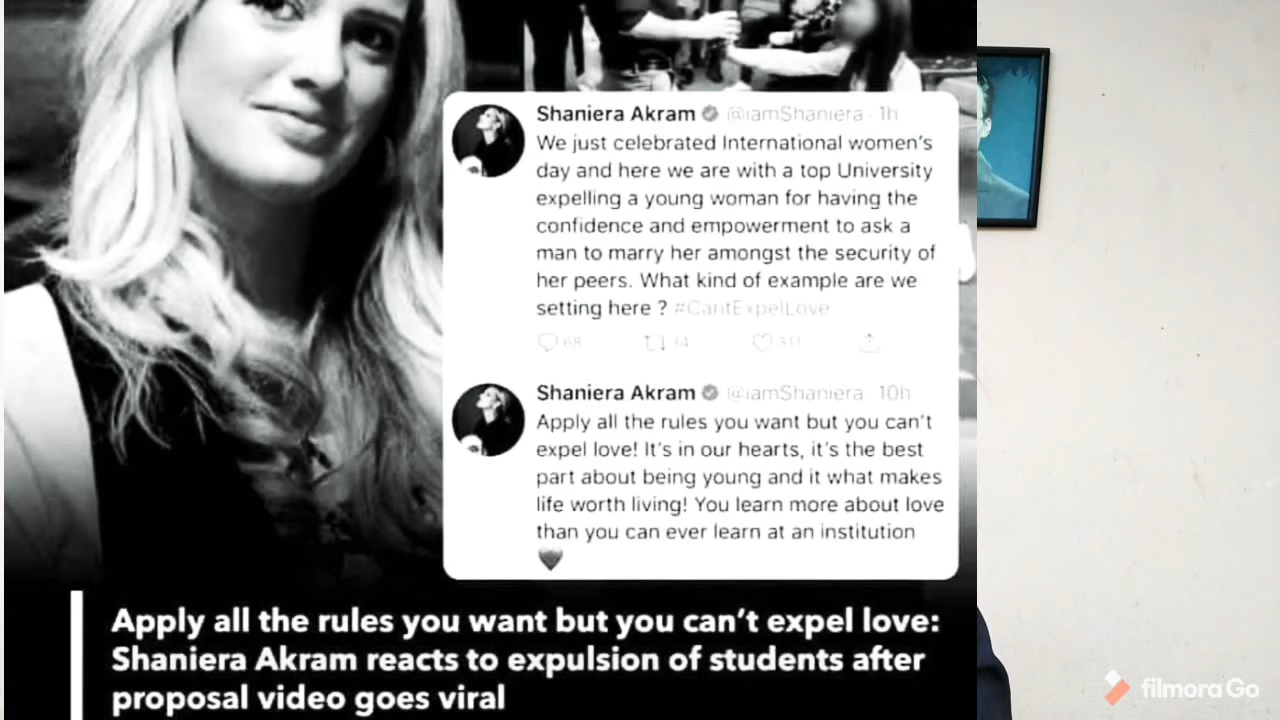 Shaniera Akram @iamShaniera · 1h
We just celebrated International women's
day and here we are with a top University
expelling a young woman for having the
confidence and empowerment to ask a
man to marry her amongst the security of
her peers. What kind of example are we
setting here ? #CantExpelLove
68 34 311
Shaniera Akram @iamShaniera · 10h
Apply all the rules you want but you can't
expel love! It's in our hearts, it's the best
part about being young and it what makes
life worth living! You learn more about love
than you can ever learn at an institution
Apply all the rules you want but you can't expel love:
Shaniera Akram reacts to expulsion of students after
proposal video goes viral
filmoraGo